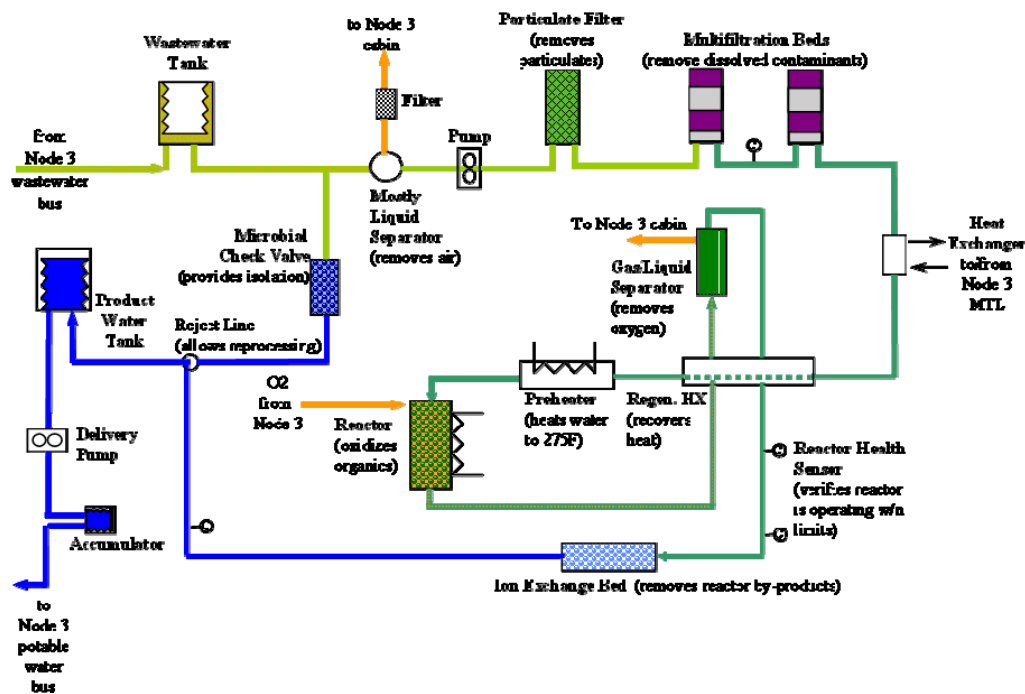 to Node 3
cabin
Wastewater
Tank
Filter
Particulate Filter
(removes
particulates)
Multifiltration Beds
(remove dissolved contaminants)
Pump
from
Node 3
wastewater
bus
Mostly
Liquid
Separator
(removes air)
Microbial
Check Valve
(provides isolation)
To Node 3 cabin
Gas/Liquid
Separator
(removes
oxygen)
Heat
Exchanger
to/from
Node 3
MTL
Product
Water
Tank
Reject Line
(allows reprocessing)
O2
from
Node 3
Reactor
(oxidizes
organics)
Preheater
(heats water
to 275F)
Regen. HX
(recovers
heat)
Delivery
Pump
Reactor Health
Sensor
(verifies reactor
is operating w/n
limits)
Accumulator
Ion Exchange Bed (removes reactor by-products)
to
Node 3
potable
water
bus